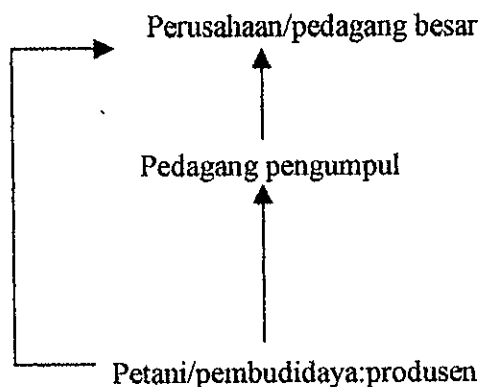 Perusahaan/pedagang besar
Pedagang pengumpul
Petani/pembudidaya:produsen